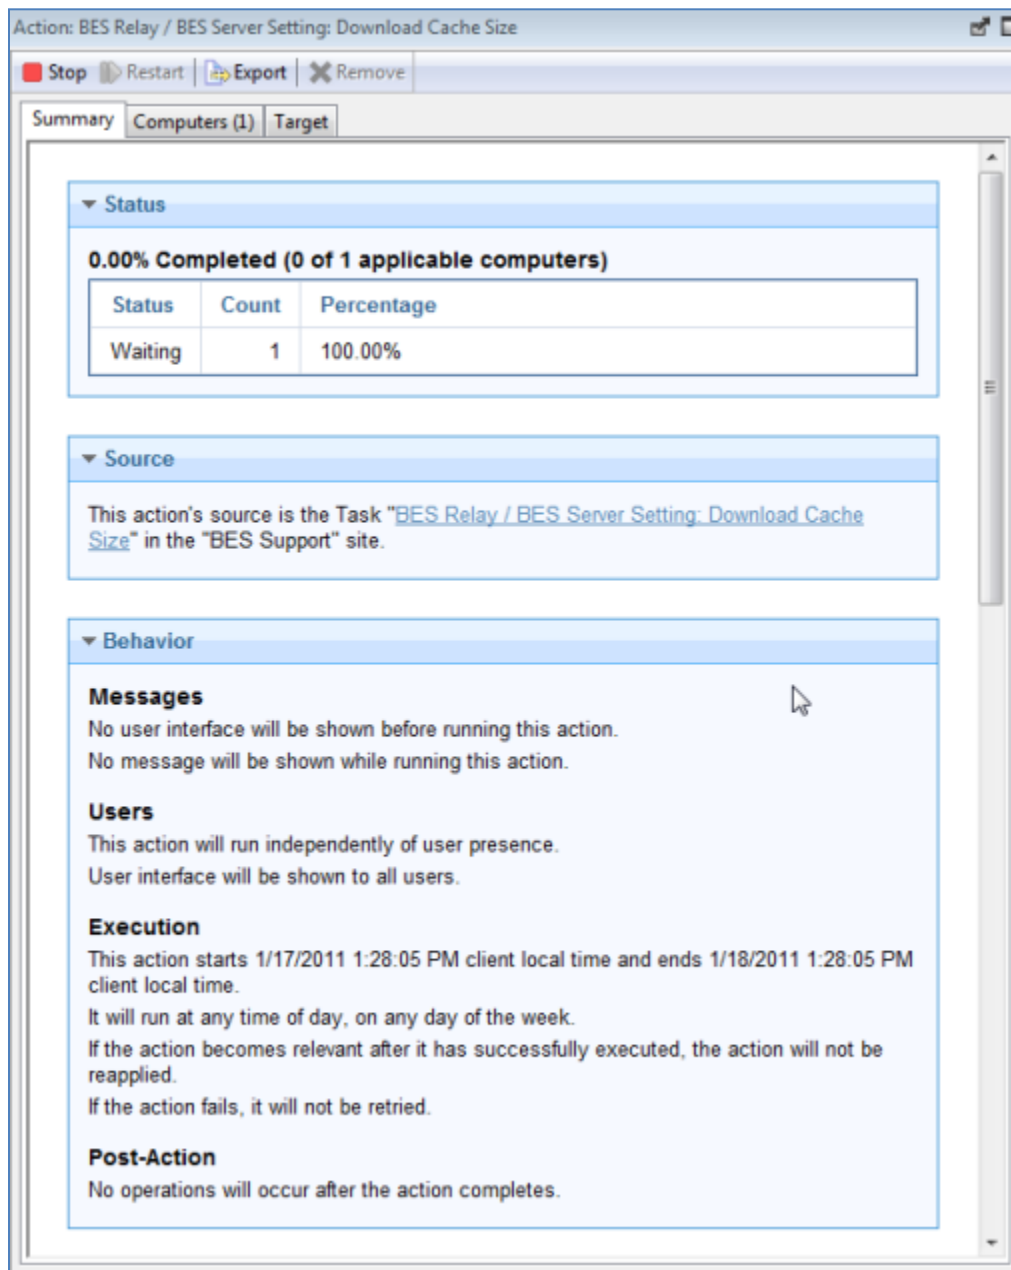 Action: BES Relay / BES Server Setting: Download Cache Size
Stop Restart Export Remove
Summary Computers (1) Target
Status
0.00% Completed (0 of 1 applicable computers)
Status Count Percentage
Waiting 1 100.00%
Source
This action's source is the Task "BES Relay / BES Server Setting: Download Cache
Size" in the "BES Support" site.
Behavior
Messages
No user interface will be shown before running this action.
No message will be shown while running this action.
Users
This action will run independently of user presence.
User interface will be shown to all users.
Execution
This action starts 1/17/2011 1:28:05 PM client local time and ends 1/18/2011 1:28:05 PM
client local time.
It will run at any time of day, on any day of the week.
If the action becomes relevant after it has successfully executed, the action will not be
reapplied.
If the action fails, it will not be retried.
Post-Action
No operations will occur after the action completes.